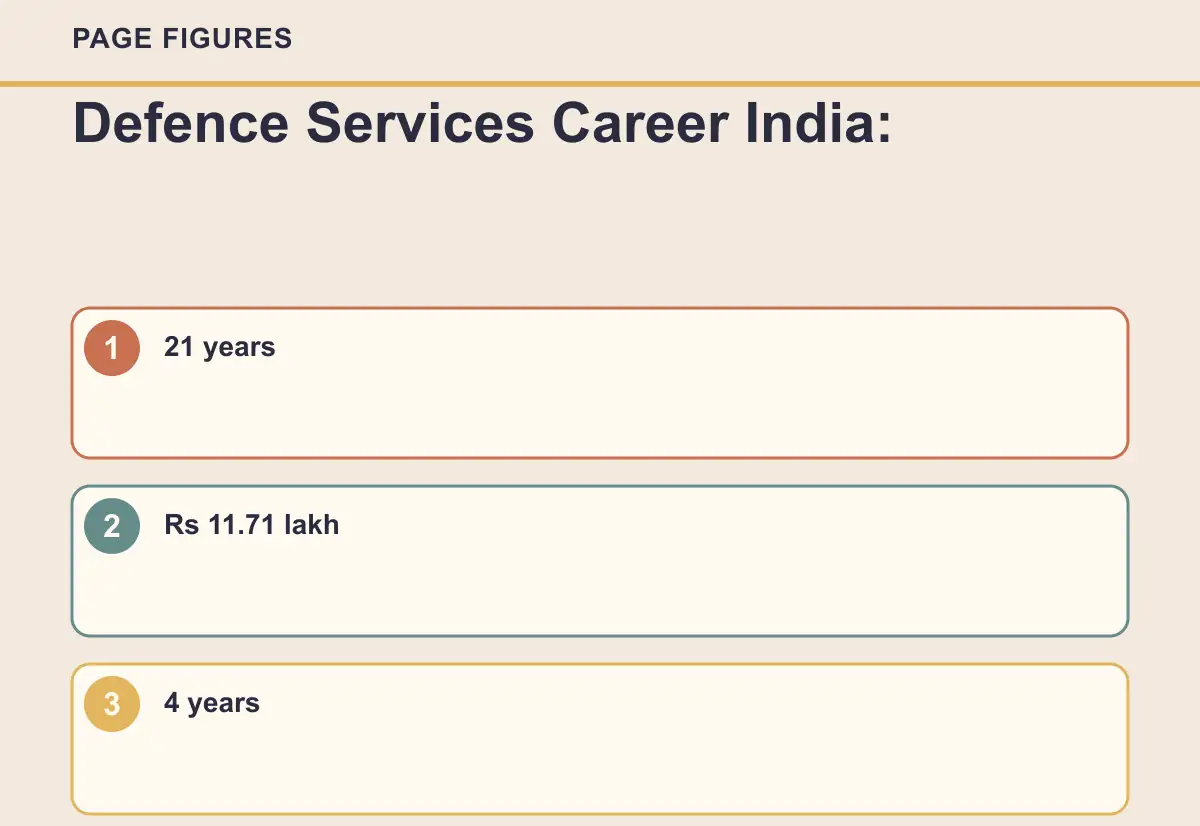 PAGE FIGURES
Defence Services Career India:
1
21 years
2
Rs 11.71 lakh
3
4 years